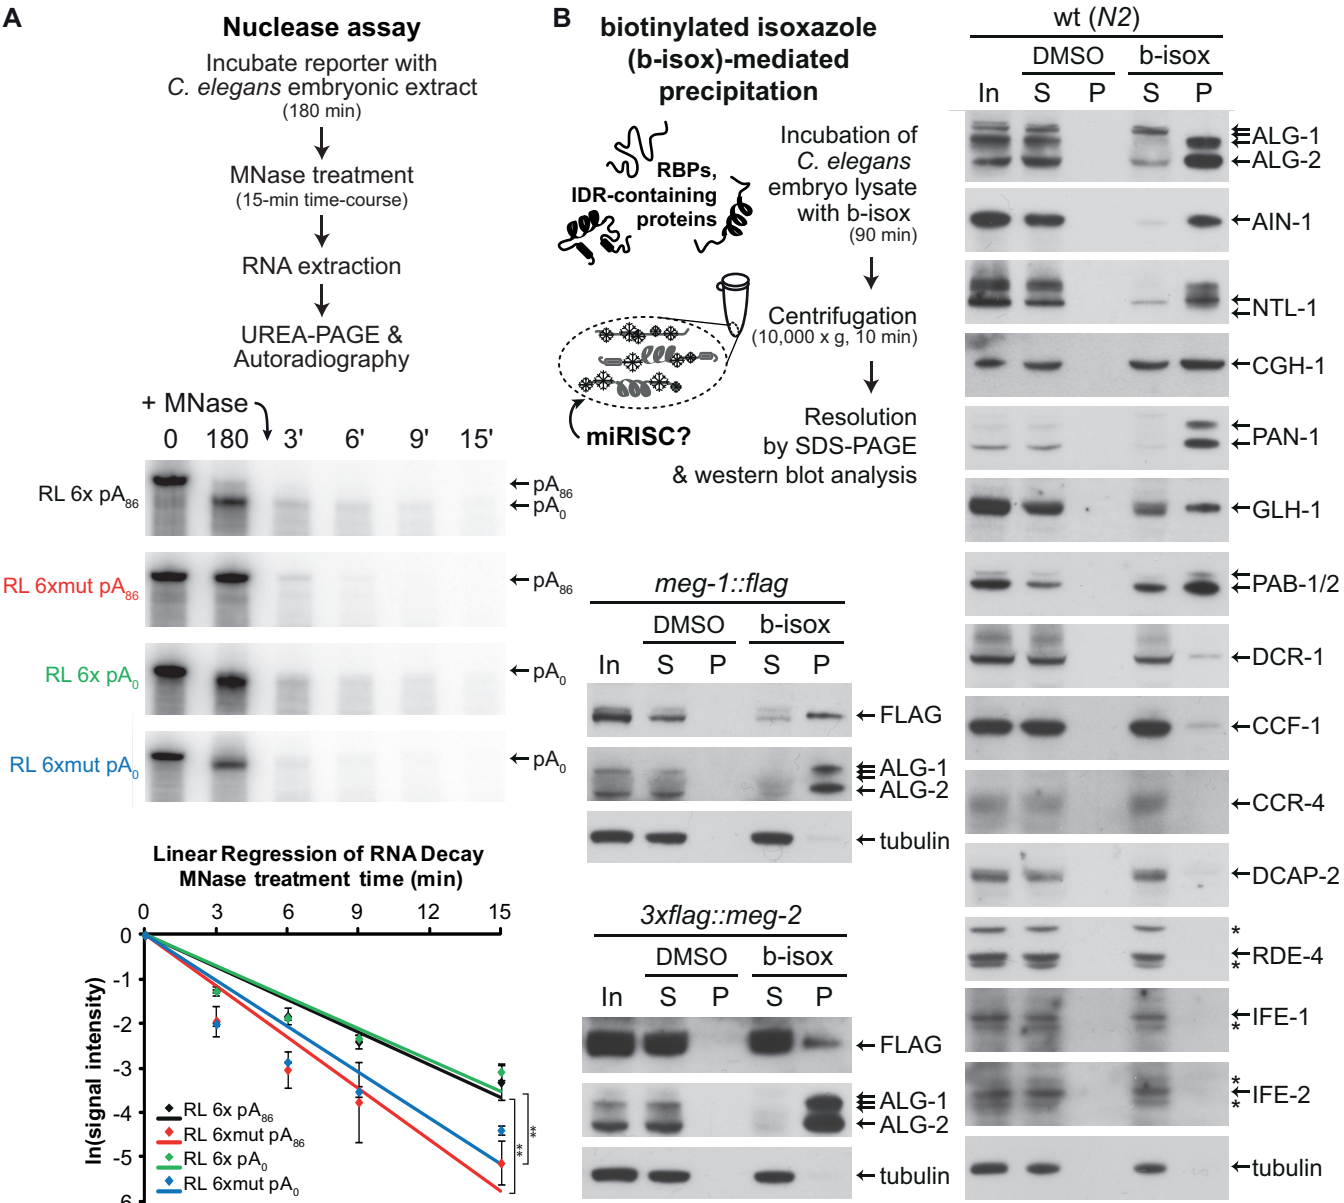 A
Nuclease assay
Incubate reporter with
C. elegans embryonic extract
(180 min)
MNase treatment
(15-min time-course)
RNA extraction
UREA-PAGE &
Autoradiography
+ MNase
0 180 3' 6' 9' 15'
RL 6x pA86
pA86
pA0
RL 6xmut pA86
pA86
RL 6x pA0
pA0
RL 6xmut pA0
pA0
Linear Regression of RNA Decay
MNase treatment time (min)
0 3 6 9 12 15
0
-1
-2
-3
-4
-5
ln(signal intensity)
RL 6x pA86
RL 6xmut pA86
RL 6x pA0
RL 6xmut pA0
**
**
B
biotinylated isoxazole
(b-isox)-mediated
precipitation
RBPs,
IDR-containing
proteins
miRISC?
Incubation of
C. elegans
embryo lysate
with b-isox
(90 min)
Centrifugation
(10,000 x g, 10 min)
Resolution
by SDS-PAGE
& western blot analysis
meg-1::flag
DMSO b-isox
In S P S P
FLAG
ALG-1
ALG-2
tubulin
3xflag::meg-2
DMSO b-isox
In S P S P
FLAG
ALG-1
ALG-2
tubulin
wt (N2)
DMSO b-isox
In S P S P
ALG-1
ALG-2
AIN-1
NTL-1
CGH-1
PAN-1
GLH-1
PAB-1/2
DCR-1
CCF-1
CCR-4
DCAP-2
*
RDE-4
*
IFE-1
*
*
IFE-2
*
tubulin